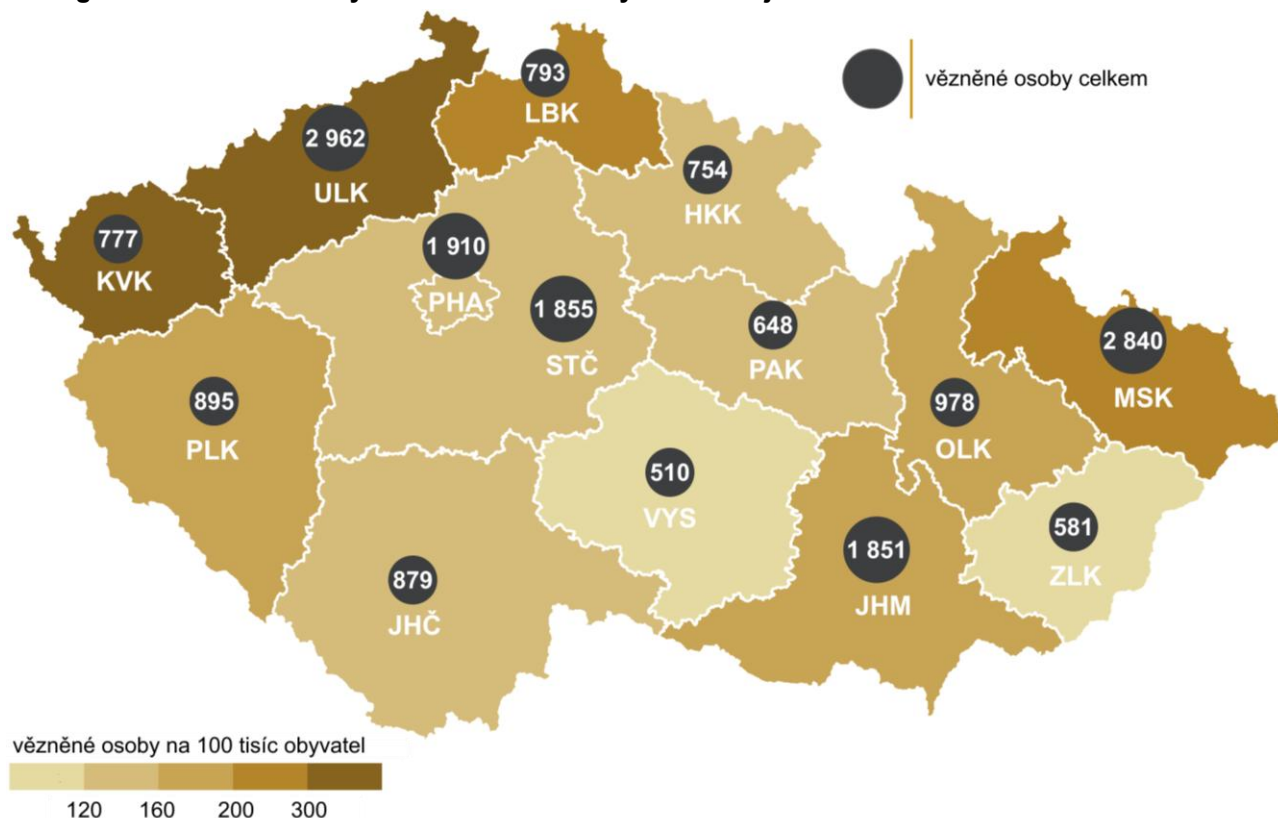 vězněné osoby celkem
793
LBK
2 962
ULK
754
HKK
777
KVK
1 910
PHA
1 855
STČ
648
PAK
2 840
MSK
895
PLK
978
OLK
510
VYS
581
ZLK
1 851
JHM
879
JHČ
vězněné osoby na 100 tisíc obyvatel
120 160 200 300